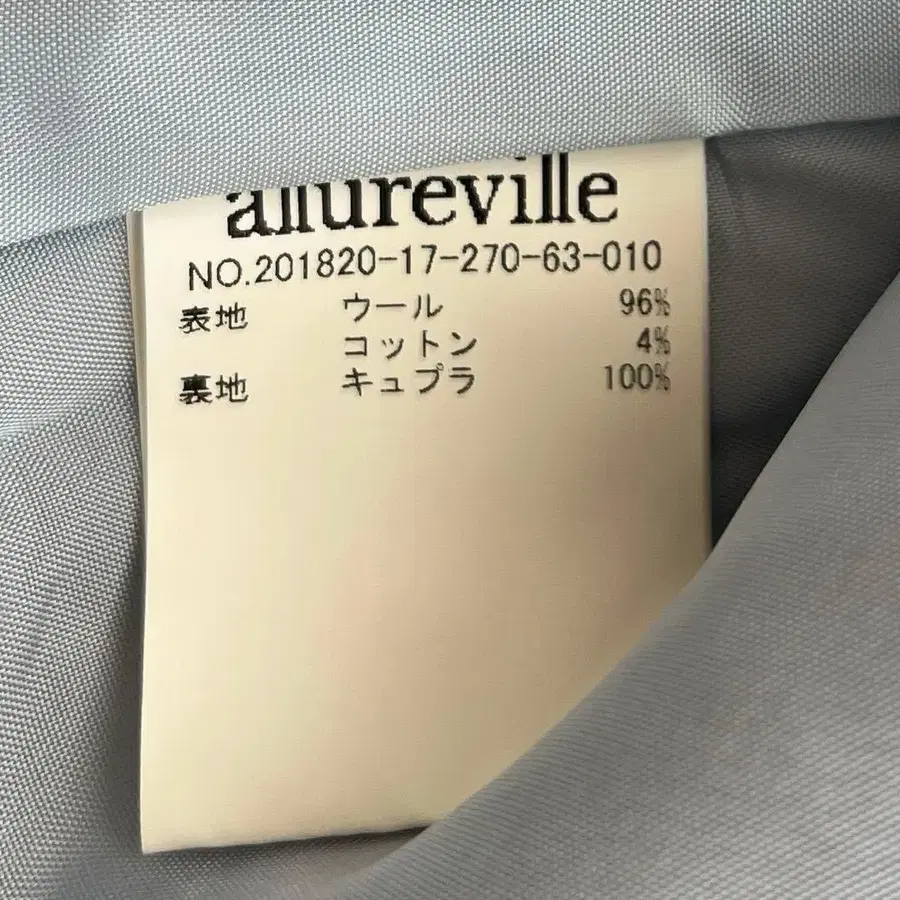 allureville
NO.201820-17-270-63-010
表地 ウール 96%
コットン 4%
裏地 キュプラ 100%